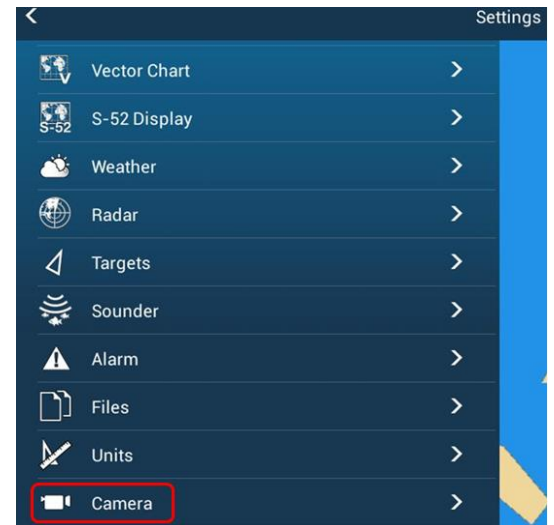 Settings
Vector Chart
S-52 Display
Weather
Radar
Targets
Sounder
Alarm
Files
Units
Camera